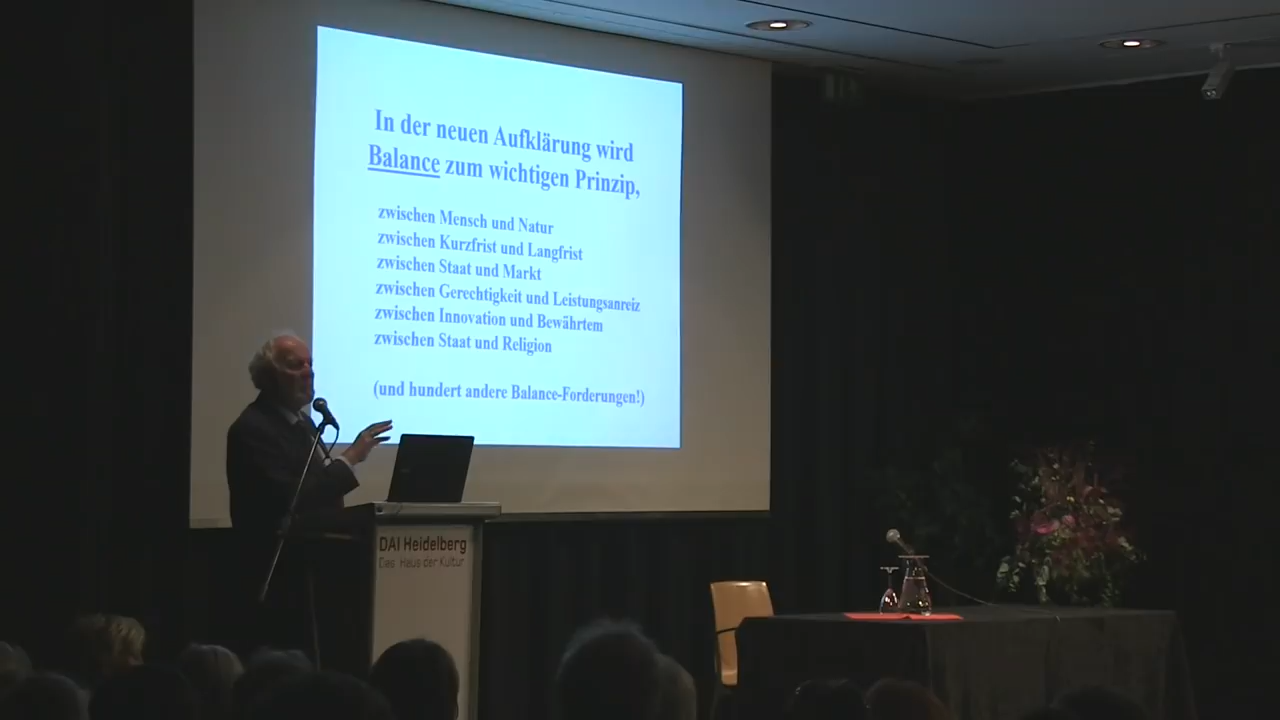 In der neuen Aufklärung wird
Balance zum wichtigen Prinzip,
zwischen Mensch und Natur
zwischen Kurzfrist und Langfrist
zwischen Staat und Markt
zwischen Gerechtigkeit und Leistungsanreiz
zwischen Innovation und Bewährtem
zwischen Staat und Religion
(und hundert andere Balance-Forderungen!)
DAI Heidelberg
Das Haus der Kultur